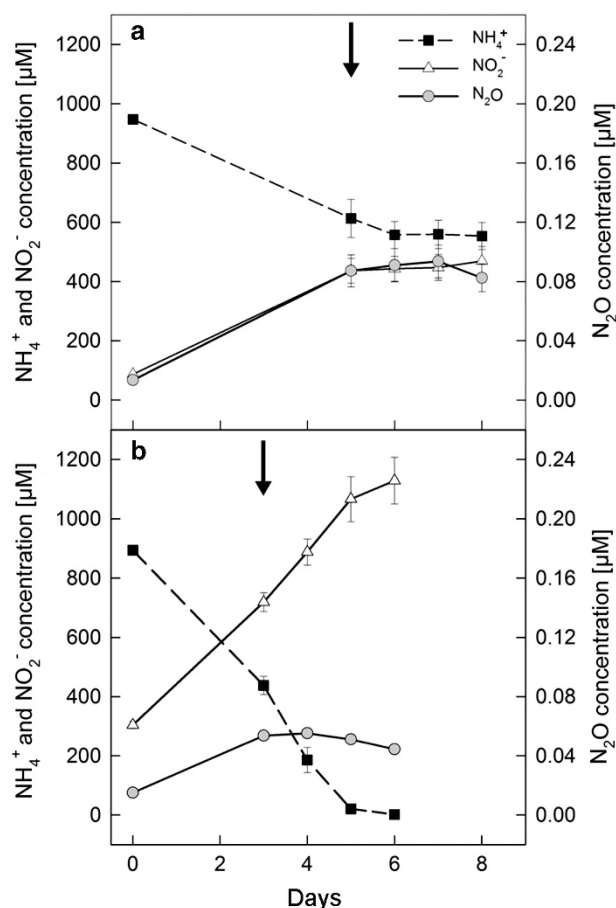 a
NH₄⁺
NO₂⁻
N₂O
NH₄⁺ and NO₂⁻ concentration [µM]
1200
1000
800
600
400
200
0
N₂O concentration [µM]
0.24
0.20
0.16
0.12
0.08
0.04
0.00
b
NH₄⁺ and NO₂⁻ concentration [µM]
1200
1000
800
600
400
200
0
N₂O concentration [µM]
0.24
0.20
0.16
0.12
0.08
0.04
0.00
0 2 4 6 8
Days